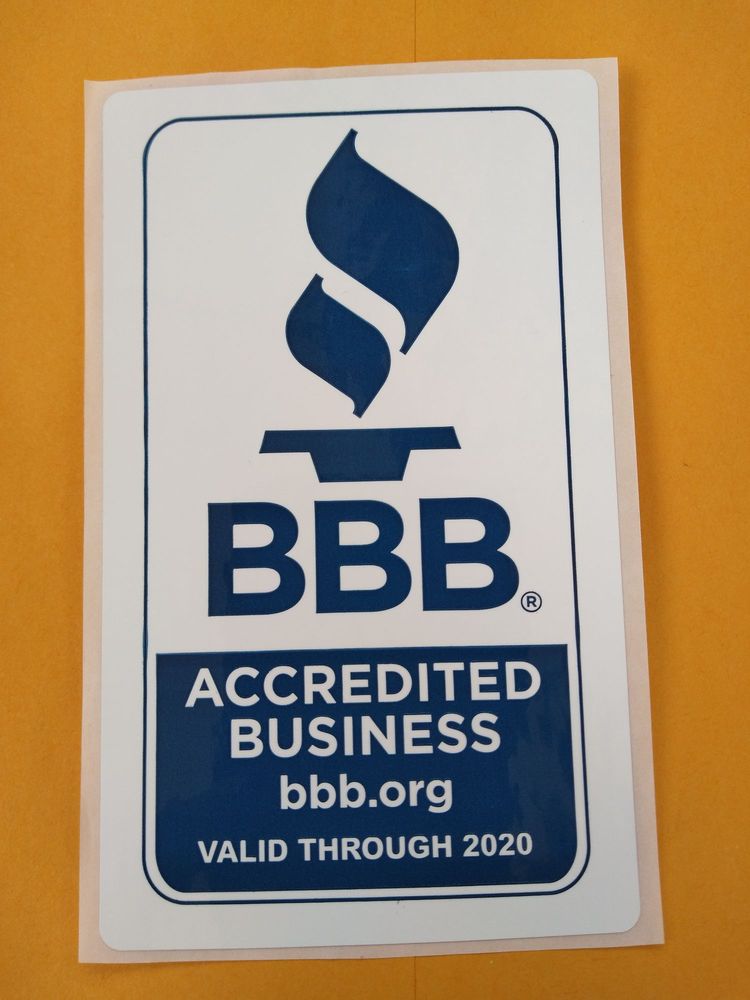 BBB®
ACCREDITED
BUSINESS
bbb.org
VALID THROUGH 2020